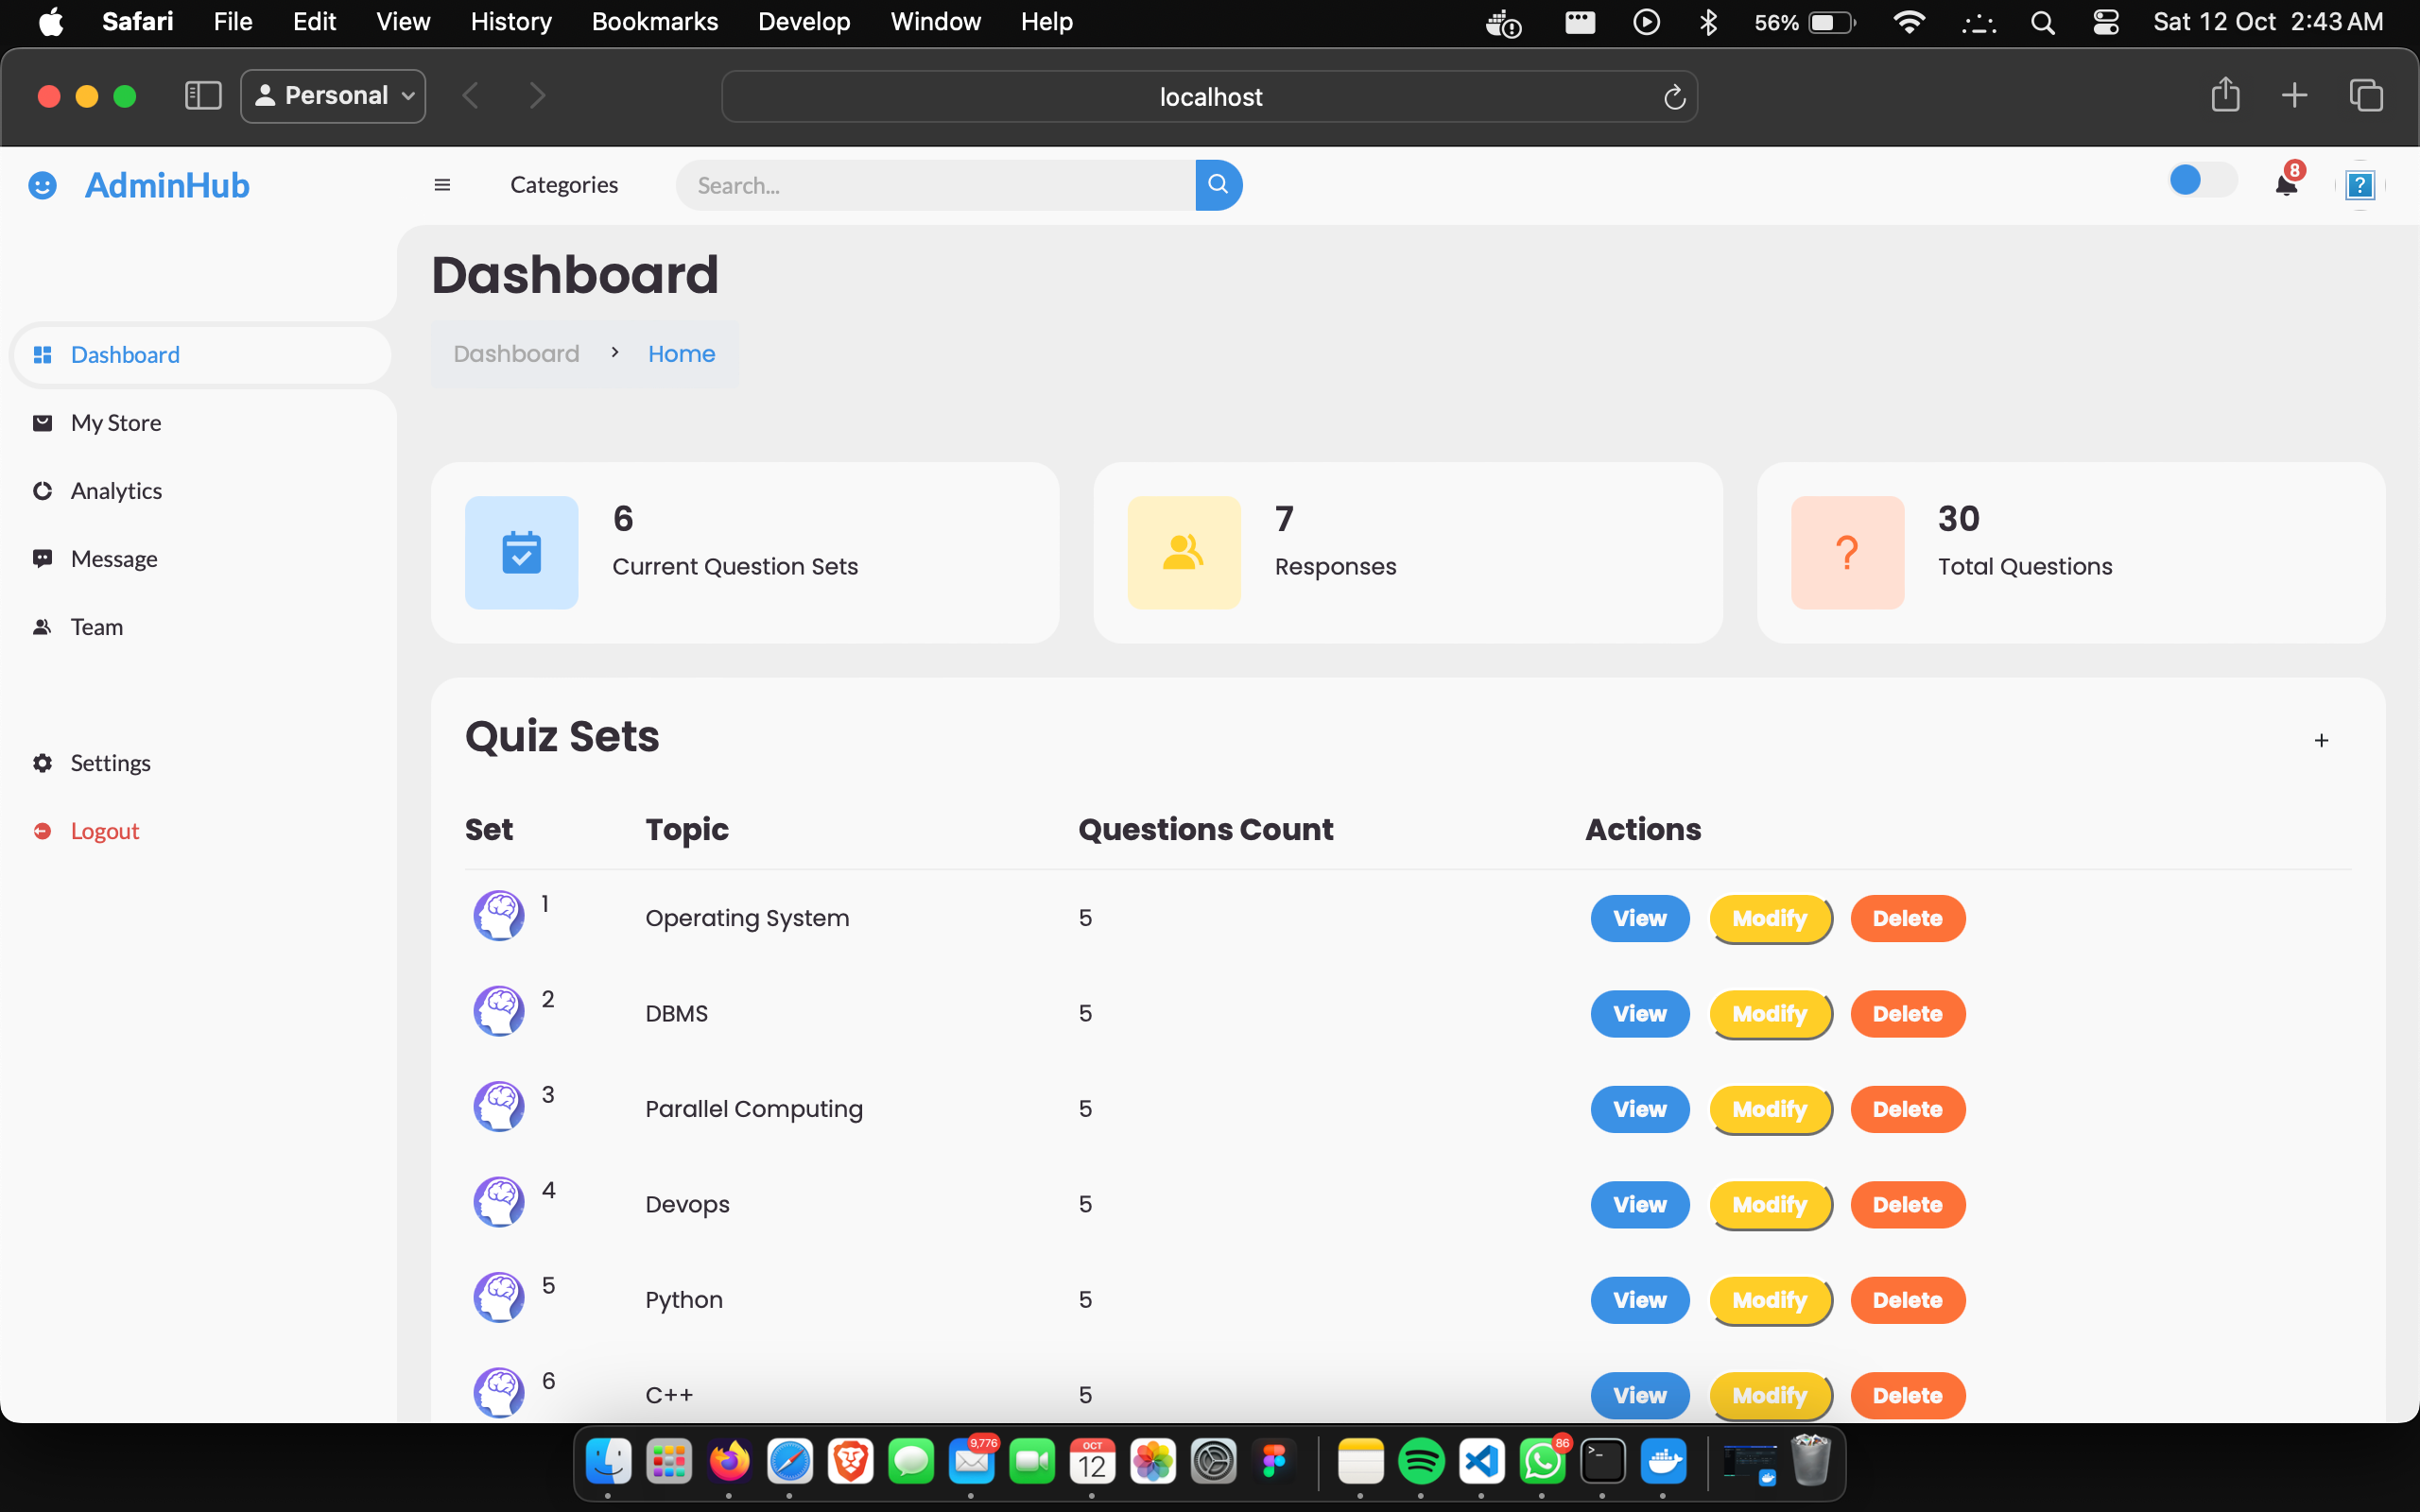 Safari File Edit View History Bookmarks Develop Window Help 56% Sat 12 Oct 2:43 AM
Personal localhost
AdminHub Categories Search... 8
Dashboard
Dashboard Home
Dashboard
My Store
Analytics
Message
Team
Settings
Logout
6
Current Question Sets
7
Responses
30
Total Questions
Quiz Sets +
Set Topic Questions Count Actions
1 Operating System 5 View Modify Delete
2 DBMS 5 View Modify Delete
3 Parallel Computing 5 View Modify Delete
4 Devops 5 View Modify Delete
5 Python 5 View Modify Delete
6 C++ 5 View Modify Delete
9,776 OCT 12 86